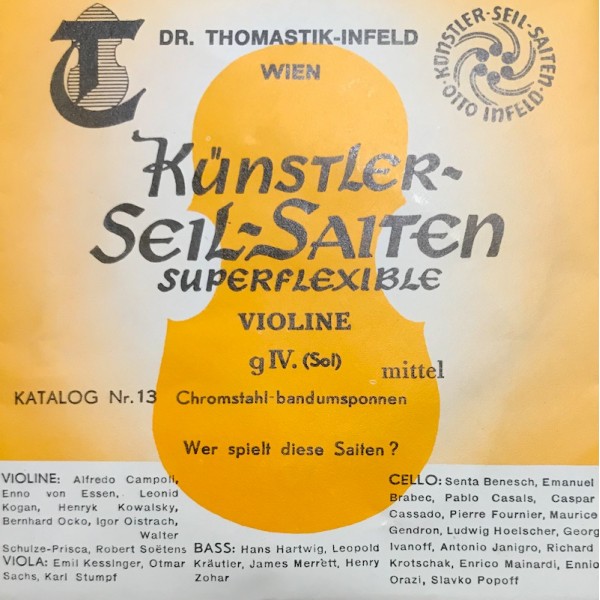 DR. THOMASTIK-INFELD
WIEN
KÜNSTLER-SEIL-SAITEN
OTTO INFELD
KÜNSTLER-
SEIL-SAITEN
SUPERFLEXIBLE
VIOLINE
g IV. (Sol)
mittel
KATALOG Nr. 13 Chromstahl-bandumsponnen
Wer spielt diese Saiten?
VIOLINE: Alfredo Campoli,
Enno von Essen, Leonid
Kogan, Henryk Kowalsky,
Bernhard Ocko, Igor Oistrach,
Walter
Schulze-Prisca, Robert Soëtens
VIOLA: Emil Kessinger, Otmar
Sachs, Karl Stumpf
BASS: Hans Hartwig, Leopold
Kräutler, James Merrett, Henry
Zohar
CELLO: Senta Benesch, Emanuel
Brabec, Pablo Casals, Caspar
Cassado, Pierre Fournier, Maurice
Gendron, Ludwig Hoelscher, Georg
Ivanoff, Antonio Janigro, Richard
Krotschak, Enrico Mainardi, Ennio
Orazi, Slavko Popoff